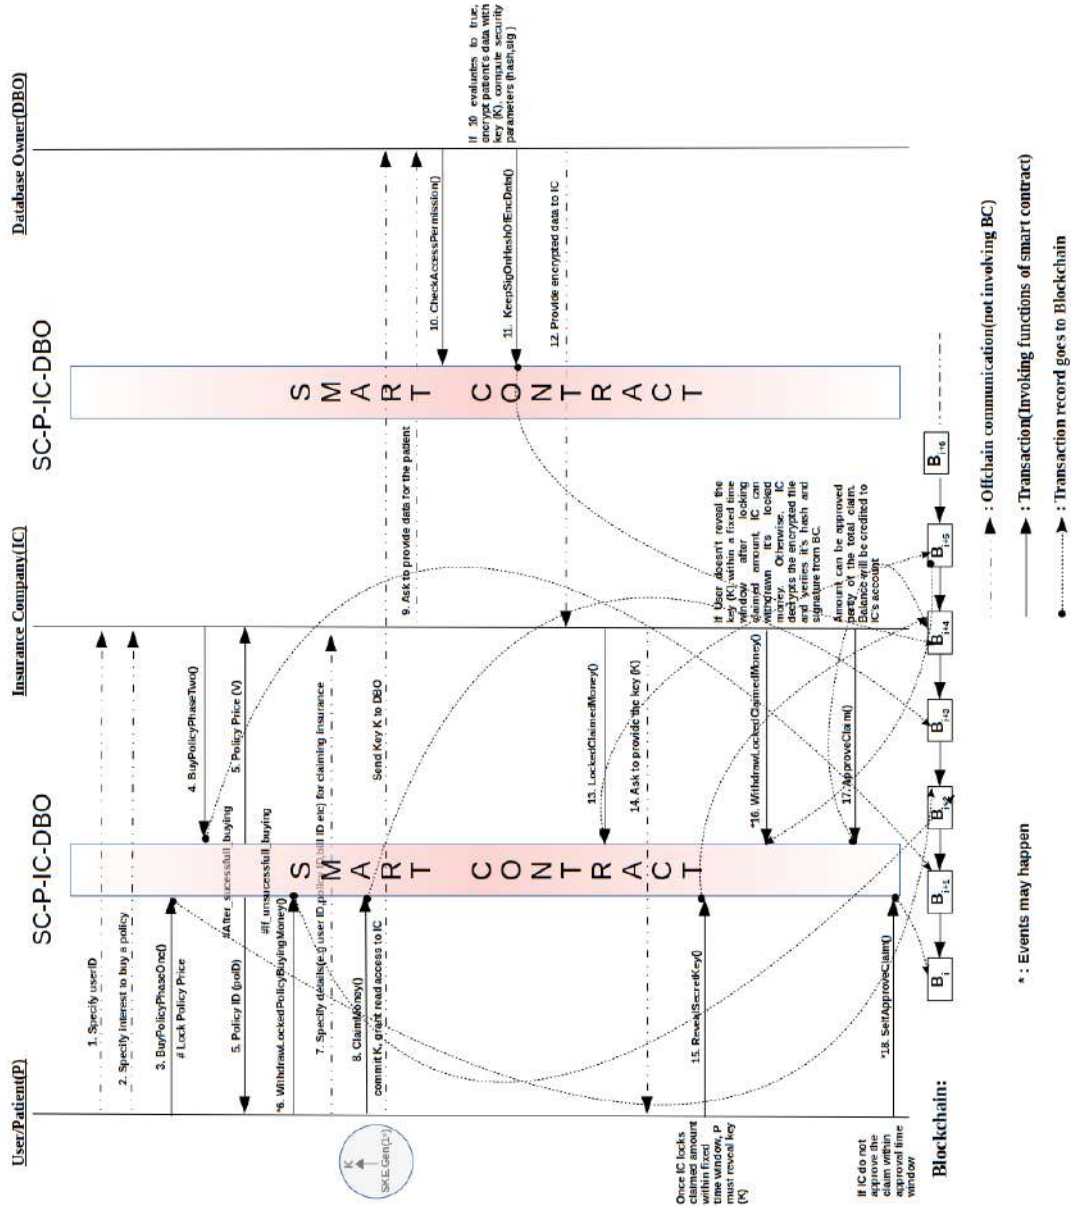 User/Patient(P)
Insurance Company(IC)
Database Owner(DBO)
SC-P-IC-DBO
SC-P-IC-DBO
SMART CONTRACT
SMART CONTRACT
1. Specify userID
2. Specify interest to buy a policy
3. BuyPolicyPhaseOne()
# Lock Policy Price
4. BuyPolicyPhaseTwo()
#After_sucessfull_buying
5. Policy ID (polD)
5. Policy Price (V)
#if_unsucessfull_buying
*6. WithdrawLockedPolicyBuyingMoney()
7. Specify details(e.g user ID,policy ID,bill ID etc) for claiming insurance
8. ClaimMoney()
commit K, grant read access to IC
K
SKE.Gen(1ⁿ)
Send Key K to DBO
9. Ask to provide data for the patient
10. CheckAccessPermission()
If 10 evaluates to true,
encrypt patient's data with
key (K), compute security
parameters (hash,sig )
11. KeepSigOnHashOfEncData()
12. Provide encrypted data to IC
13. LockedClaimedMoney()
14. Ask to provide the key (K)
Once IC locks
claimed amount
within fixed
time window, P
must reveal key
(K)
15. RevealSecretKey()
If User doesn't reveal the
key (K) within a fixed time
window after locking
claimed amount, IC can
withdrawn it's locked
money. Otherwise, IC
decrypts the encrypted file
and verifies it's hash and
signature from BC.
*16. WithdrawLockedClaimedMoney()
Amount can be approved
partly of the total claim.
Balance will be credited to
IC's account
17. ApproveClaim()
If IC do not
approve the
claim within
approval time
window
*18. SelfApproveClaim()
Blockchain:
B i
B i+1
B i+2
B i+3
B i+4
B i+5
B i+6
* : Events may happen
: Offchain communication(not involving BC)
: Transaction(Invoking functions of smart contract)
: Transaction record goes to Blockchain